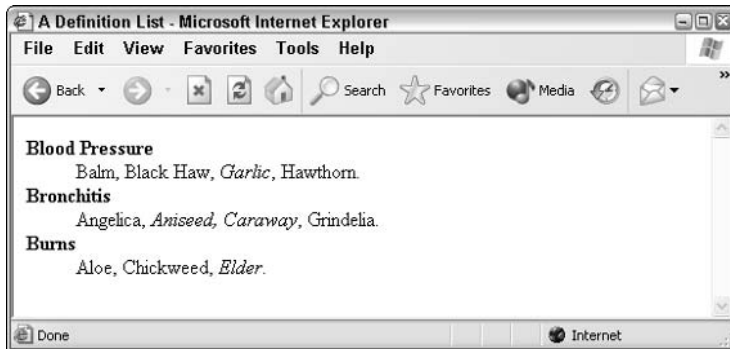 A Definition List - Microsoft Internet Explorer
File Edit View Favorites Tools Help
Back Search Favorites Media »
Blood Pressure
Balm, Black Haw, Garlic, Hawthorn.
Bronchitis
Angelica, Aniseed, Caraway, Grindelia.
Burns
Aloe, Chickweed, Elder.
Done Internet